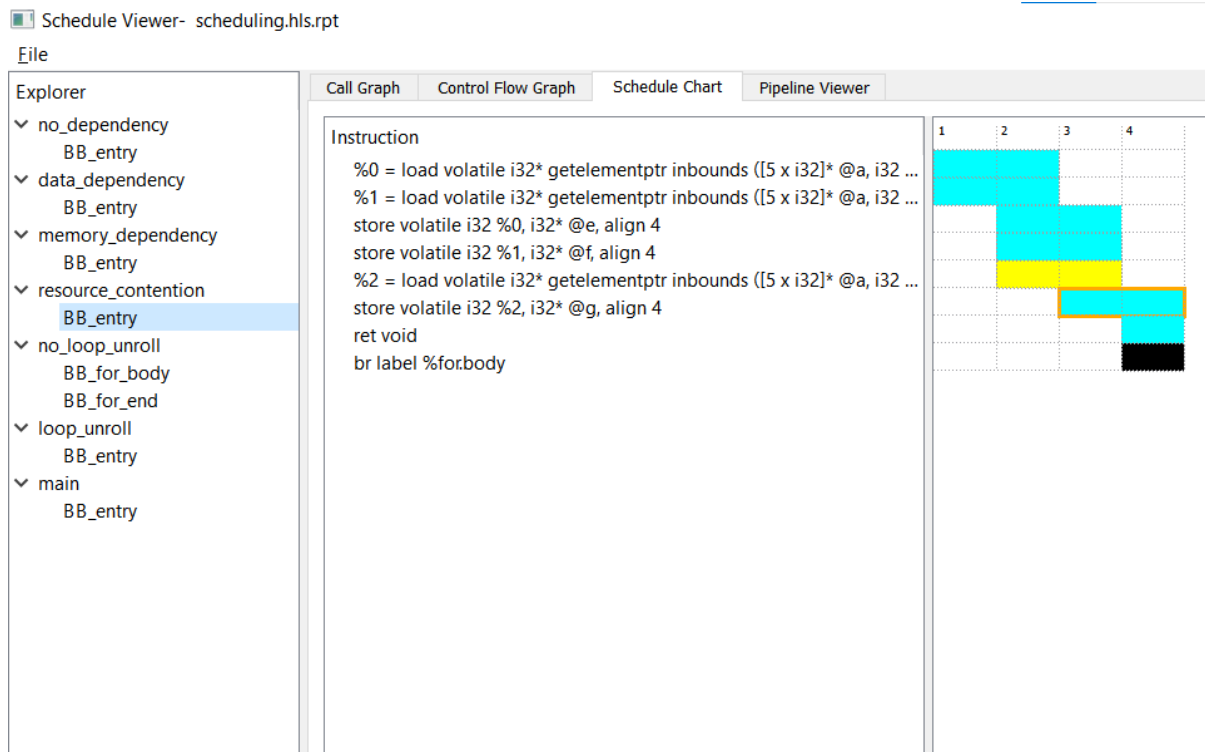 Schedule Viewer- scheduling.hls.rpt
File
Explorer
no_dependency
BB_entry
data_dependency
BB_entry
memory_dependency
BB_entry
resource_contention
BB_entry
no_loop_unroll
BB_for_body
BB_for_end
loop_unroll
BB_entry
main
BB_entry
Call Graph Control Flow Graph Schedule Chart Pipeline Viewer
Instruction
%0 = load volatile i32* getelementptr inbounds ([5 x i32]* @a, i32 ...
%1 = load volatile i32* getelementptr inbounds ([5 x i32]* @a, i32 ...
store volatile i32 %0, i32* @e, align 4
store volatile i32 %1, i32* @f, align 4
%2 = load volatile i32* getelementptr inbounds ([5 x i32]* @a, i32 ...
store volatile i32 %2, i32* @g, align 4
ret void
br label %for.body
1 2 3 4